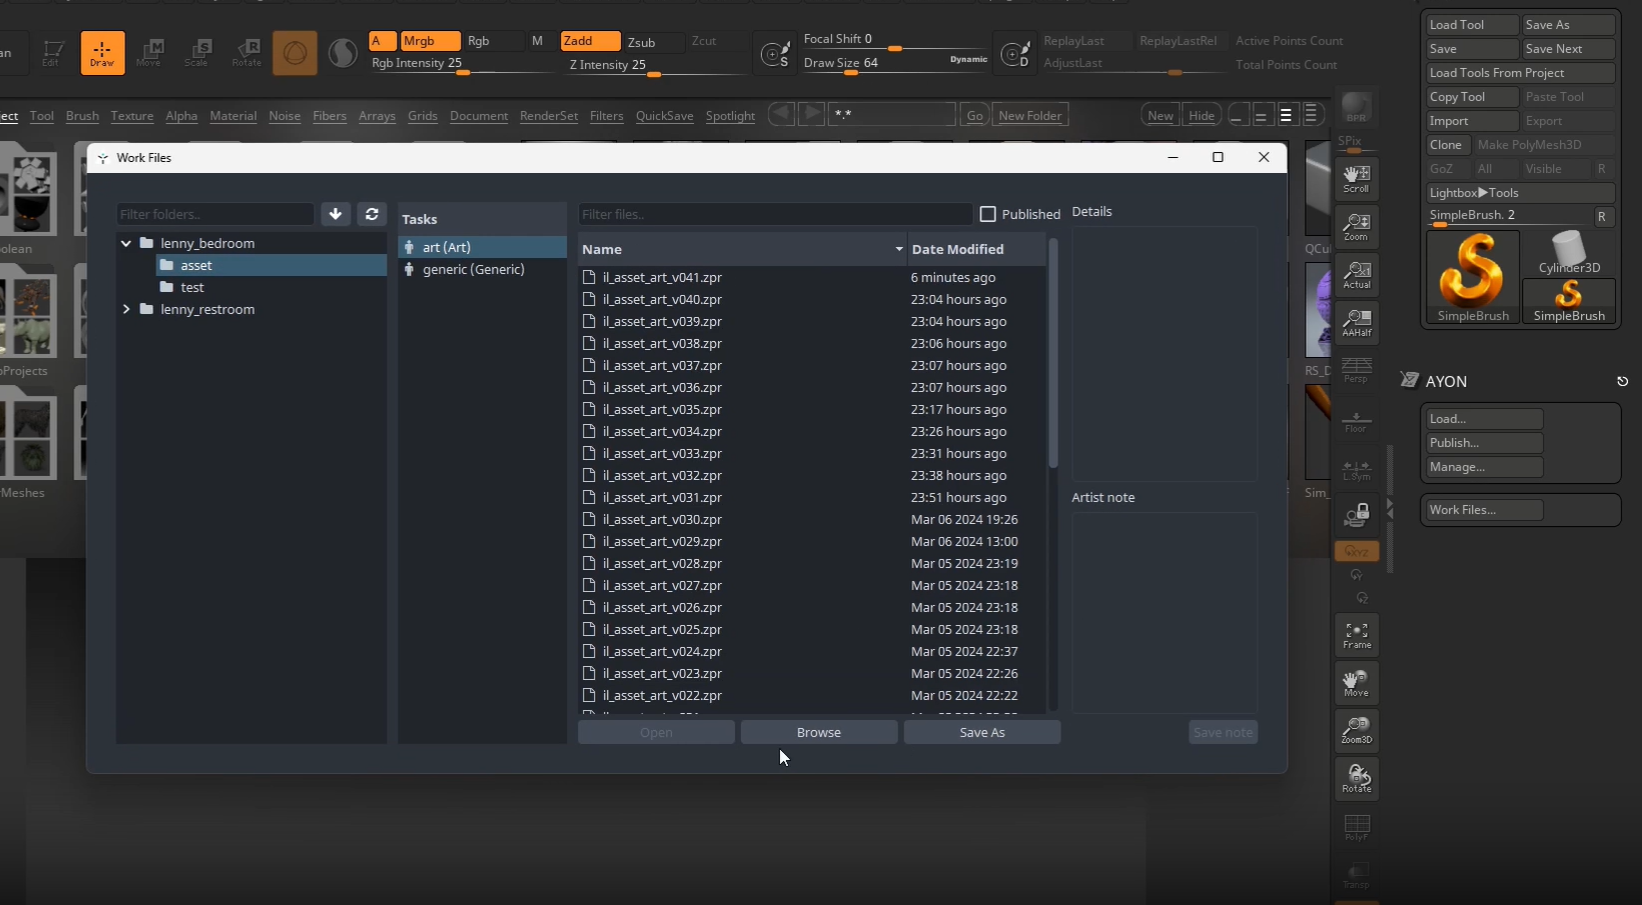 an
Edit
Draw
Move
Scale
Rotate
A
Mrgb
Rgb
M
Zadd
Zsub
Zcut
Rgb Intensity 25
Z Intensity 25
S
Focal Shift 0
Draw Size 64
Dynamic
D
ReplayLast
ReplayLastRel
AdjustLast
Active Points Count
Total Points Count
ject Tool Brush Texture Alpha Material Noise Fibers Arrays Grids Document RenderSet Filters QuickSave Spotlight
*.*
Go
New Folder
New
Hide
olean
oProjects
yMeshes
QCu
RS_D
Sim_
Work Files
Filter folders..
lenny_bedroom
asset
test
lenny_restroom
Tasks
art (Art)
generic (Generic)
Filter files..
Published
Details
Name Date Modified
il_asset_art_v041.zpr 6 minutes ago
il_asset_art_v040.zpr 23:04 hours ago
il_asset_art_v039.zpr 23:04 hours ago
il_asset_art_v038.zpr 23:06 hours ago
il_asset_art_v037.zpr 23:07 hours ago
il_asset_art_v036.zpr 23:07 hours ago
il_asset_art_v035.zpr 23:17 hours ago
il_asset_art_v034.zpr 23:26 hours ago
il_asset_art_v033.zpr 23:31 hours ago
il_asset_art_v032.zpr 23:38 hours ago
il_asset_art_v031.zpr 23:51 hours ago
il_asset_art_v030.zpr Mar 06 2024 19:26
il_asset_art_v029.zpr Mar 06 2024 13:00
il_asset_art_v028.zpr Mar 05 2024 23:19
il_asset_art_v027.zpr Mar 05 2024 23:18
il_asset_art_v026.zpr Mar 05 2024 23:18
il_asset_art_v025.zpr Mar 05 2024 23:18
il_asset_art_v024.zpr Mar 05 2024 22:37
il_asset_art_v023.zpr Mar 05 2024 22:26
il_asset_art_v022.zpr Mar 05 2024 22:22
Artist note
Open
Browse
Save As
Save note
BPR
SPix
Scroll
Zoom
Actual
AAHalf
Persp
Floor
L.Sym
XYZ
Frame
Move
Zoom3D
Rotate
PolyF
Transp
Load Tool Save As
Save Save Next
Load Tools From Project
Copy Tool Paste Tool
Import Export
Clone Make PolyMesh3D
GoZ All Visible R
Lightbox▶Tools
SimpleBrush. 2 R
SimpleBrush
Cylinder3D
SimpleBrush
AYON
Load...
Publish...
Manage...
Work Files...